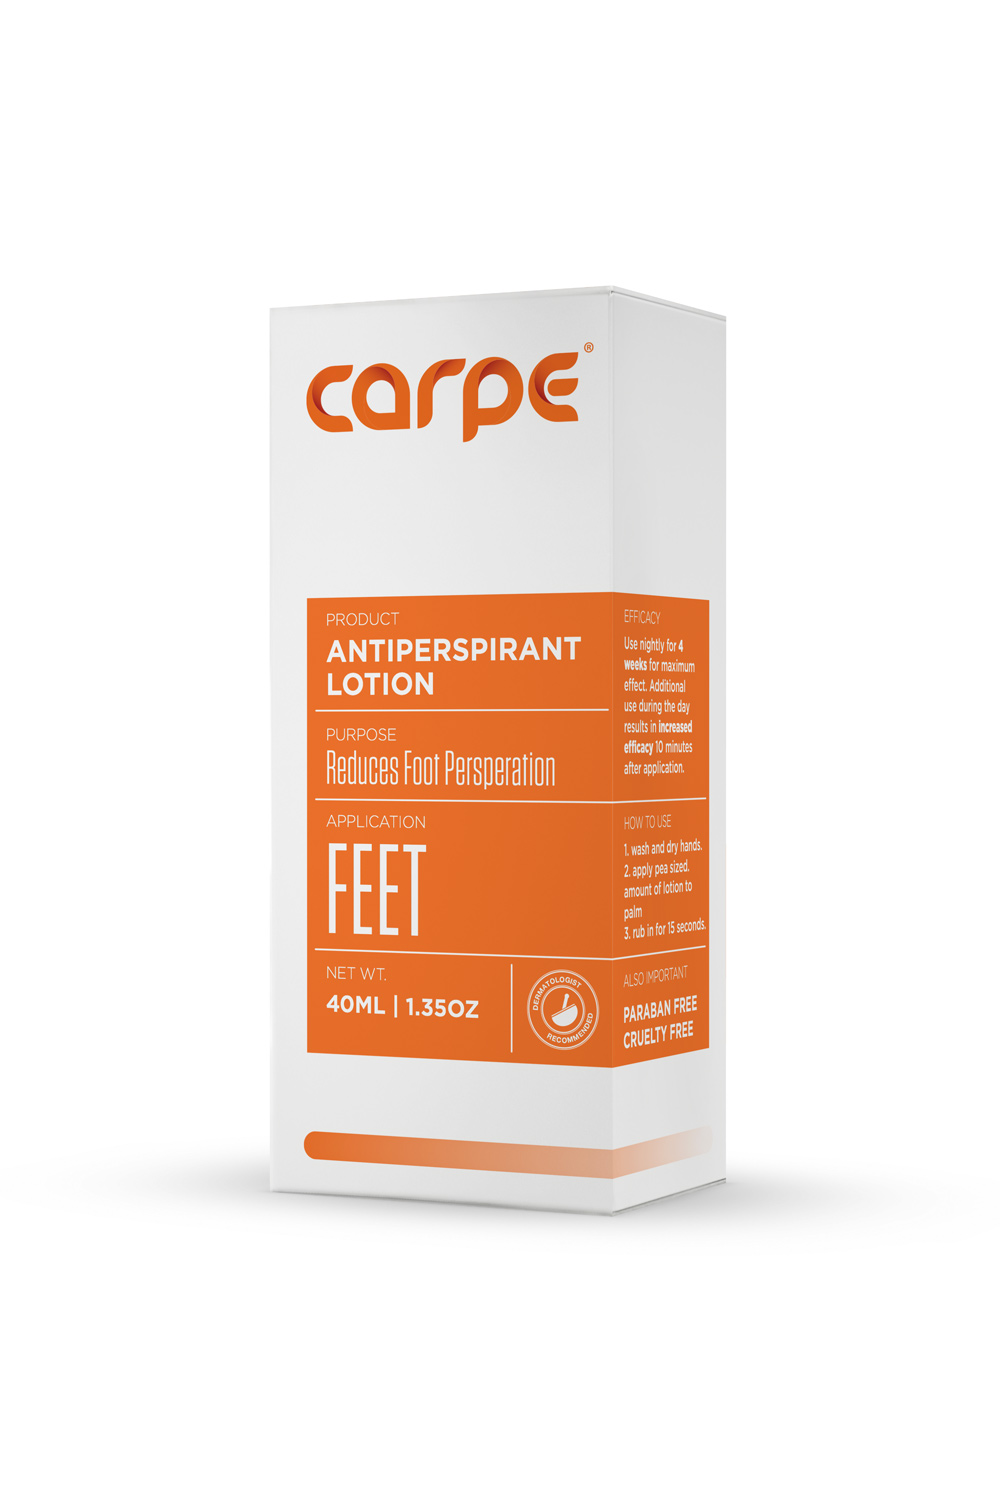 carpe®
PRODUCT
ANTIPERSPIRANT
LOTION
PURPOSE
Reduces Foot Persperation
APPLICATION
FEET
NET WT.
40ML | 1.35OZ
DERMATOLOGIST
RECOMMENDED
EFFICACY
Use nightly for 4
weeks for maximum
effect. Additional
use during the day
results in increased
efficacy 10 minutes
after application.
HOW TO USE
1. wash and dry hands.
2. apply pea sized.
amount of lotion to
palm
3. rub in for 15 seconds.
ALSO IMPORTANT
PARABAN FREE
CRUELTY FREE